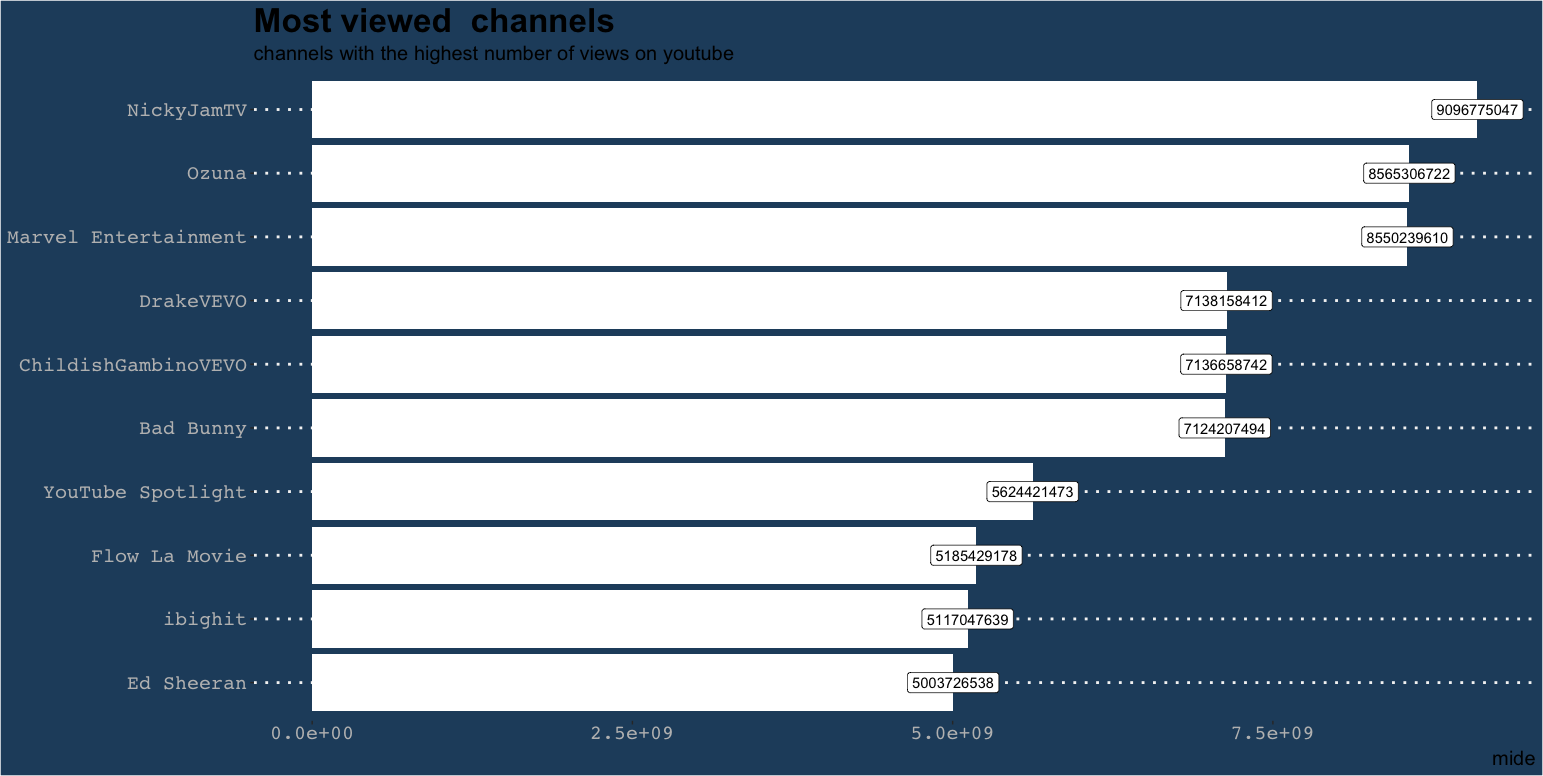 Most viewed  channels
channels with the highest number of views on youtube
NickyJamTV 9096775047
Ozuna 8565306722
Marvel Entertainment 8550239610
DrakeVEVO 7138158412
ChildishGambinoVEVO 7136658742
Bad Bunny 7124207494
YouTube Spotlight 5624421473
Flow La Movie 5185429178
ibighit 5117047639
Ed Sheeran 5003726538
0.0e+00 2.5e+09 5.0e+09 7.5e+09
mide